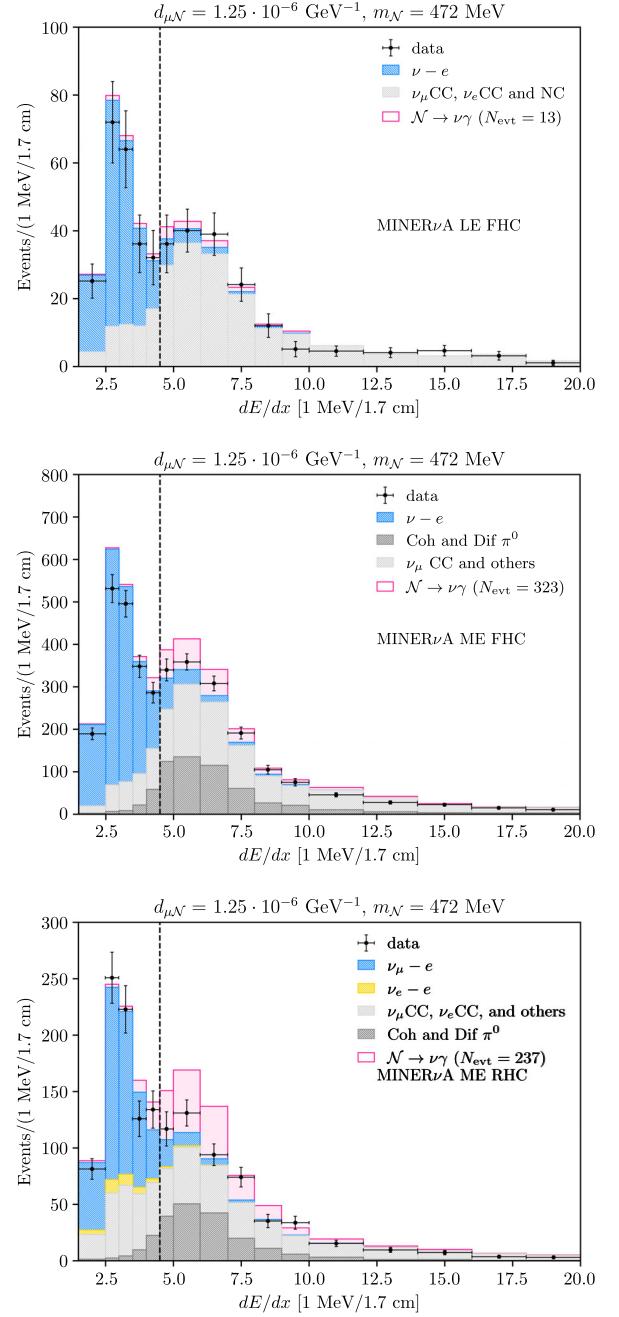 d_{μ𝒩} = 1.25 · 10⁻⁶ GeV⁻¹, m_𝒩 = 472 MeV
100
80
60
40
20
0
Events/(1 MeV/1.7 cm)
data
ν − e
ν_μCC, ν_eCC and NC
𝒩 → νγ (N_evt = 13)
MINERνA LE FHC
2.5 5.0 7.5 10.0 12.5 15.0 17.5 20.0
dE/dx [1 MeV/1.7 cm]
d_{μ𝒩} = 1.25 · 10⁻⁶ GeV⁻¹, m_𝒩 = 472 MeV
800
700
600
500
400
300
200
100
0
Events/(1 MeV/1.7 cm)
data
ν − e
Coh and Dif π⁰
ν_μ CC and others
𝒩 → νγ (N_evt = 323)
MINERνA ME FHC
2.5 5.0 7.5 10.0 12.5 15.0 17.5 20.0
dE/dx [1 MeV/1.7 cm]
d_{μ𝒩} = 1.25 · 10⁻⁶ GeV⁻¹, m_𝒩 = 472 MeV
300
250
200
150
100
50
0
Events/(1 MeV/1.7 cm)
data
ν_μ − e
ν_e − e
ν_μCC, ν_eCC, and others
Coh and Dif π⁰
𝒩 → νγ (N_evt = 237)
MINERνA ME RHC
2.5 5.0 7.5 10.0 12.5 15.0 17.5 20.0
dE/dx [1 MeV/1.7 cm]